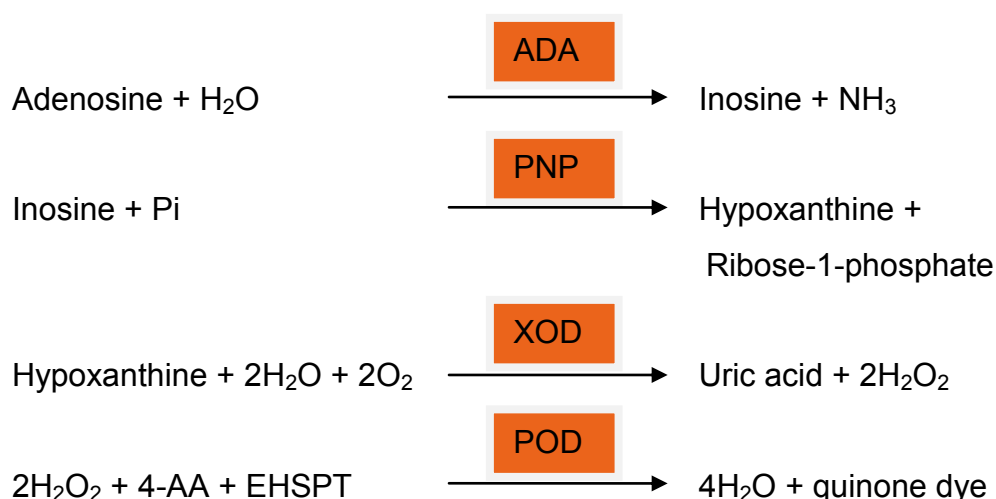 ADA
Adenosine + H₂O Inosine + NH₃
PNP
Inosine + Pi Hypoxanthine +
Ribose-1-phosphate
XOD
Hypoxanthine + 2H₂O + 2O₂ Uric acid + 2H₂O₂
POD
2H₂O₂ + 4-AA + EHSPT 4H₂O + quinone dye